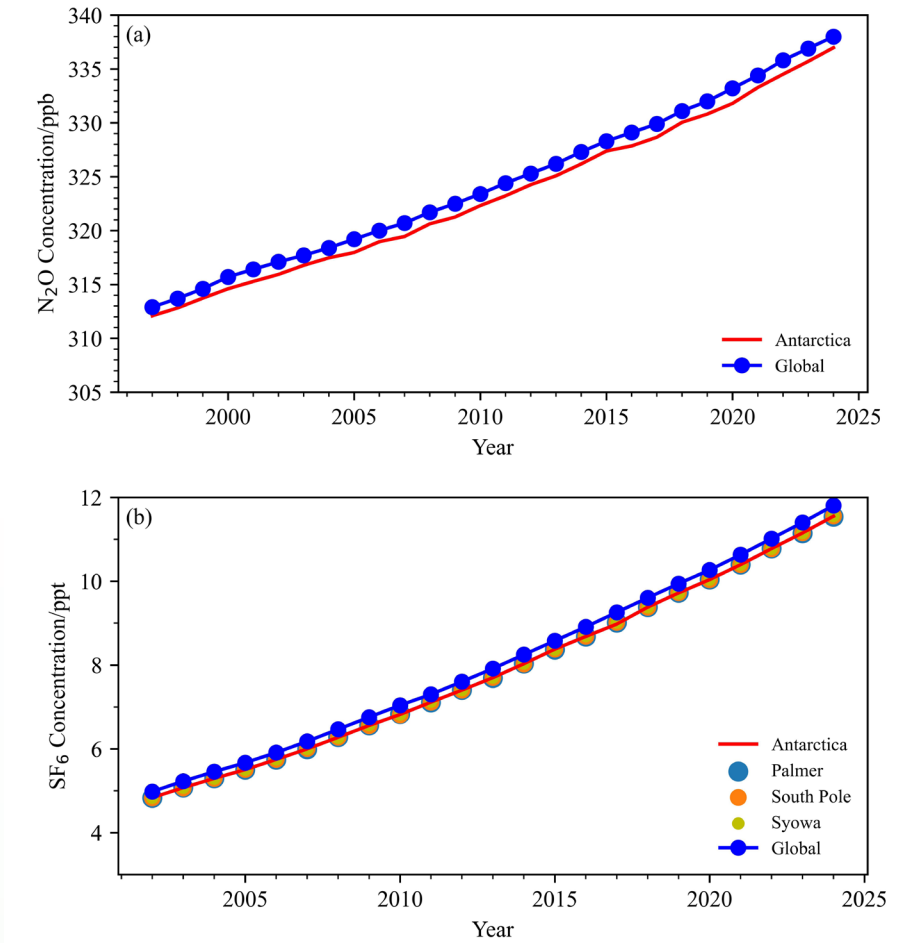 340
(a)
335
330
325
320
315
310
305
N2O Concentration/ppb
Antarctica
Global
2000 2005 2010 2015 2020 2025
Year
12
(b)
10
8
6
4
SF6 Concentration/ppt
Antarctica
Palmer
South Pole
Syowa
Global
2005 2010 2015 2020 2025
Year